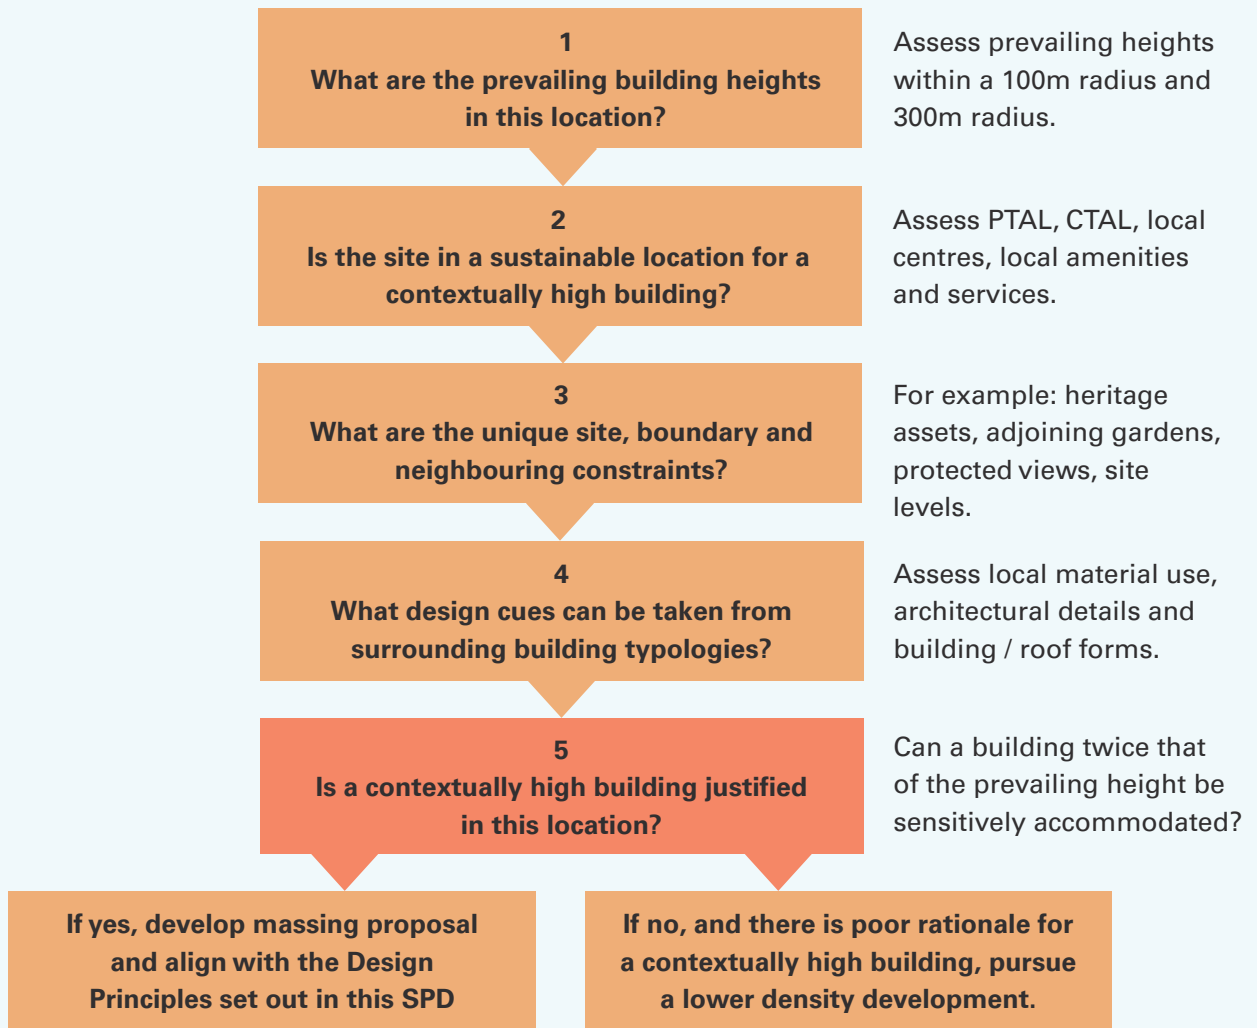 1
What are the prevailing building heights
in this location?
Assess prevailing heights
within a 100m radius and
300m radius.
2
Is the site in a sustainable location for a
contextually high building?
Assess PTAL, CTAL, local
centres, local amenities
and services.
3
What are the unique site, boundary and
neighbouring constraints?
For example: heritage
assets, adjoining gardens,
protected views, site
levels.
4
What design cues can be taken from
surrounding building typologies?
Assess local material use,
architectural details and
building / roof forms.
5
Is a contextually high building justified
in this location?
Can a building twice that
of the prevailing height be
sensitively accommodated?
If yes, develop massing proposal
and align with the Design
Principles set out in this SPD
If no, and there is poor rationale for
a contextually high building, pursue
a lower density development.